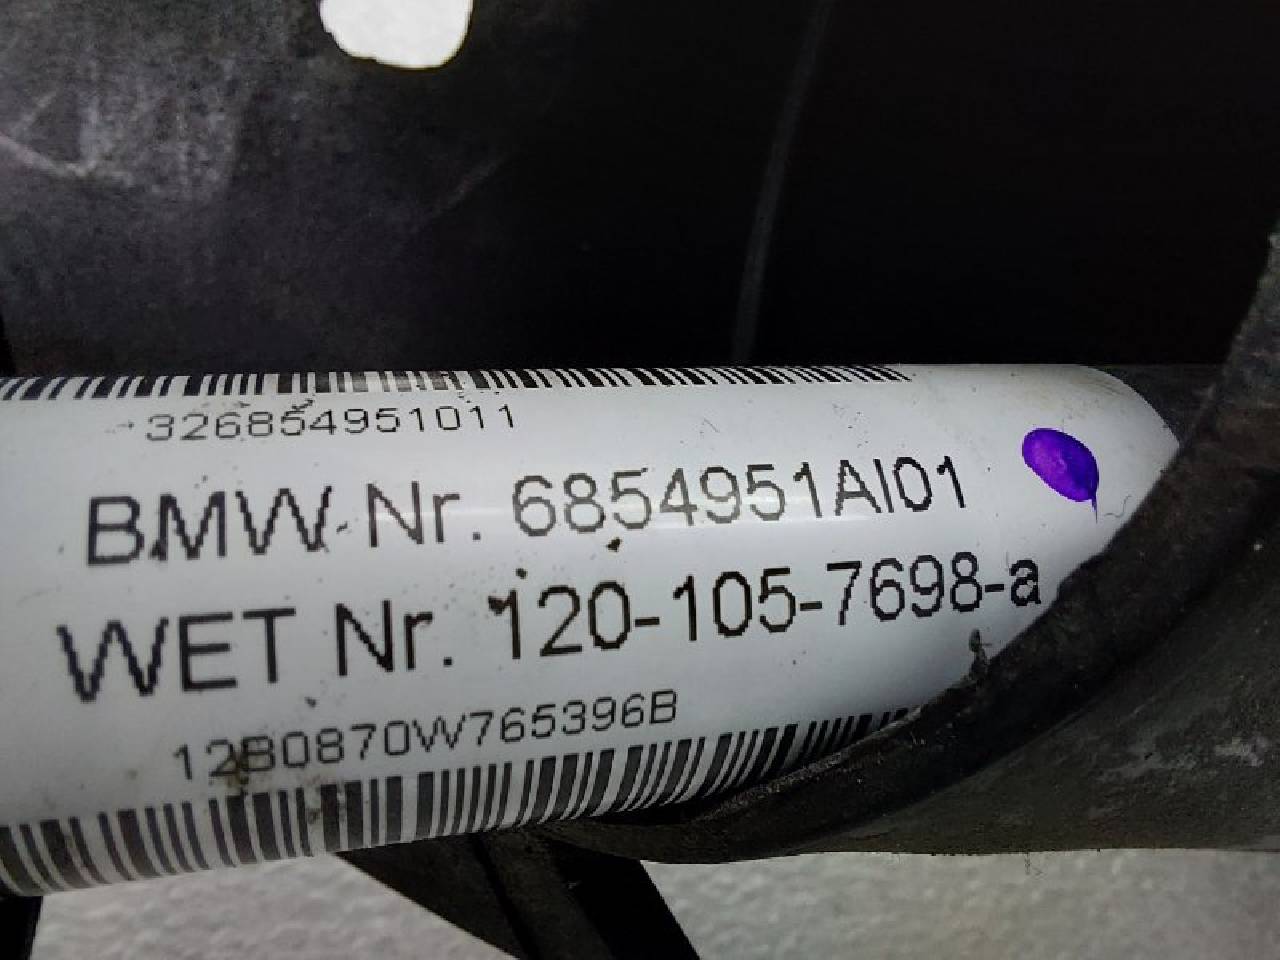 326854951011
BMW Nr. 6854951AI01
WET Nr. 120-105-7698-a
12B0870W765396B